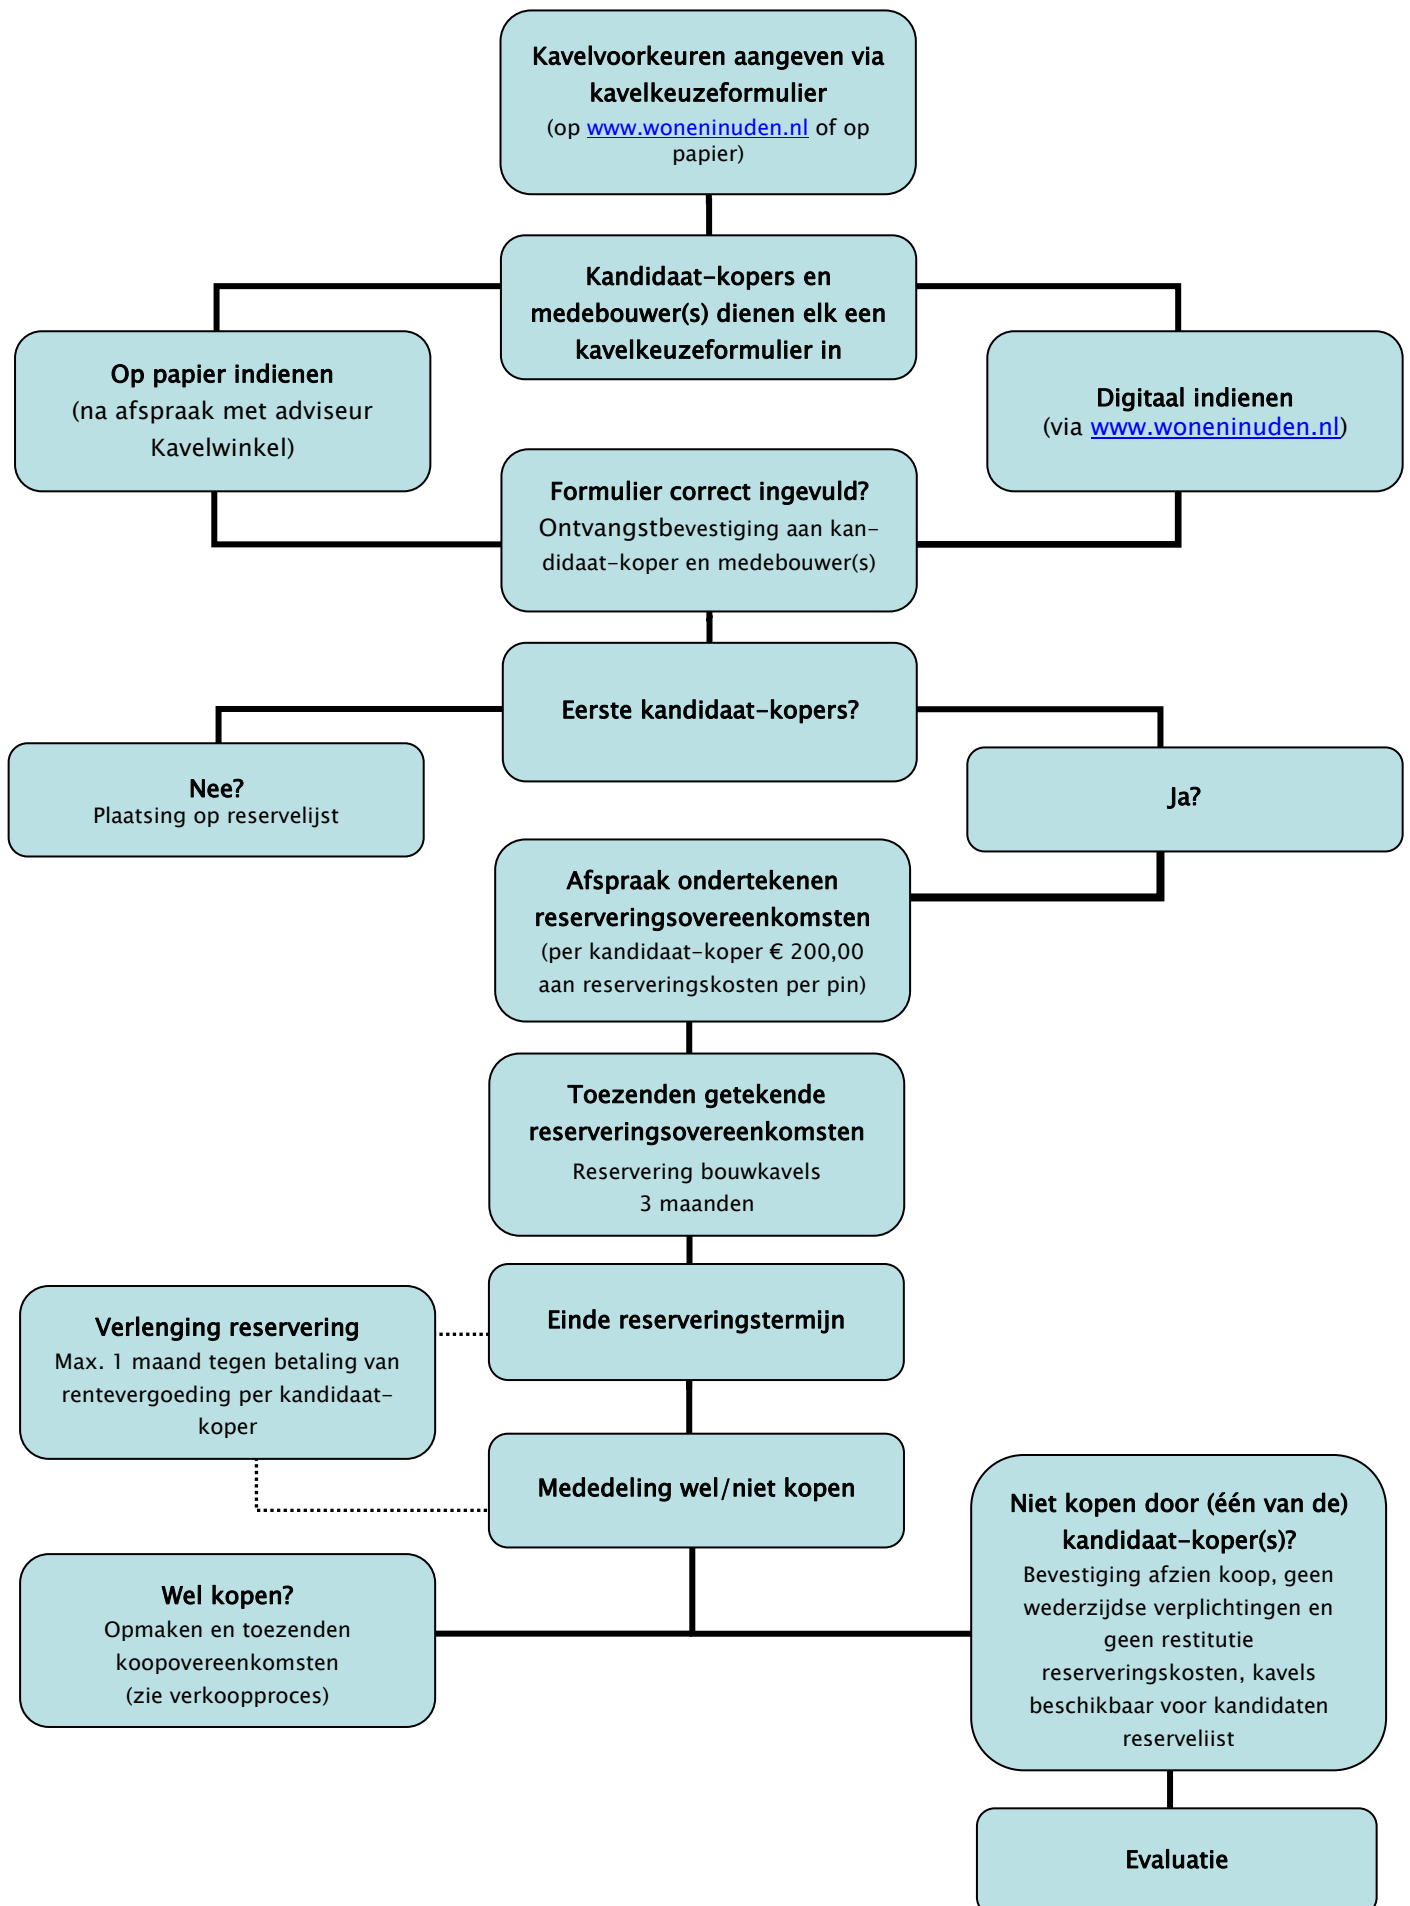 Kavelvoorkeuren aangeven via
kavelkeuzeformulier
(op www.woneninuden.nl of op
papier)
Kandidaat-kopers en
medebouwer(s) dienen elk een
kavelkeuzeformulier in
Op papier indienen
(na afspraak met adviseur
Kavelwinkel)
Digitaal indienen
(via www.woneninuden.nl)
Formulier correct ingevuld?
Ontvangstbevestiging aan kan-
didaat-koper en medebouwer(s)
Eerste kandidaat-kopers?
Nee?
Plaatsing op reservelijst
Ja?
Afspraak ondertekenen
reserveringsovereenkomsten
(per kandidaat-koper € 200,00
aan reserveringskosten per pin)
Toezenden getekende
reserveringsovereenkomsten
Reservering bouwkavels
3 maanden
Einde reserveringstermijn
Verlenging reservering
Max. 1 maand tegen betaling van
rentevergoeding per kandidaat-
koper
Mededeling wel/niet kopen
Wel kopen?
Opmaken en toezenden
koopovereenkomsten
(zie verkoopproces)
Niet kopen door (één van de)
kandidaat-koper(s)?
Bevestiging afzien koop, geen
wederzijdse verplichtingen en
geen restitutie
reserveringskosten, kavels
beschikbaar voor kandidaten
reservelijst
Evaluatie